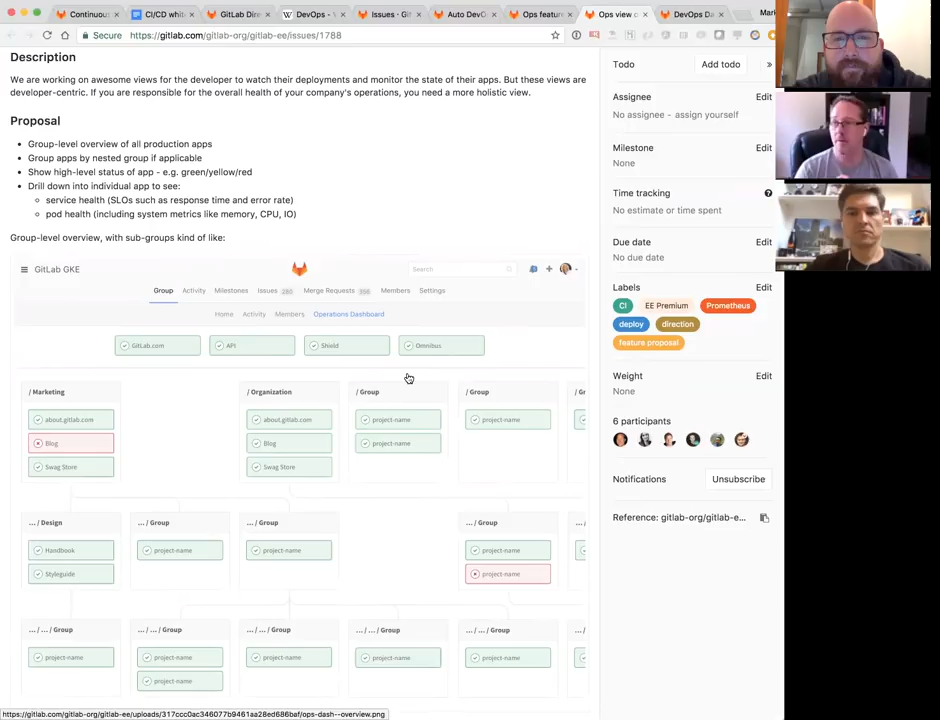 Continuous
CI/CD whit
GitLab Dire
DevOps - W
Issues · Git
Auto DevO
Ops featur
Ops view o
DevOps Da
Mark
Secure
https://gitlab.com/gitlab-org/gitlab-ee/issues/1788
Description
We are working on awesome views for the developer to watch their deployments and monitor the state of their apps. But these views are
developer-centric. If you are responsible for the overall health of your company's operations, you need a more holistic view.
Proposal
Group-level overview of all production apps
Group apps by nested group if applicable
Show high-level status of app - e.g. green/yellow/red
Drill down into individual app to see:
service health (SLOs such as response time and error rate)
pod health (including system metrics like memory, CPU, IO)
Group-level overview, with sub-groups kind of like:
GitLab GKE
Search
Group Activity Milestones Issues 280 Merge Requests Members Settings
Home Activity Members Operations Dashboard
GitLab.com API Shield Omnibus
/ Marketing / Organization / Group / Group / Gr
about.gitlab.com about.gitlab.com project-name project-name
Blog Blog project-name
Swag Store Swag Store
... / Design ... / Group ... / Group ... / Group
Handbook project-name project-name project-name
Styleguide project-name
... / ... / Group ... / ... / Group ... / ... / Group ... / ... / Group ... / ... / Group
project-name project-name project-name project-name project-name
project-name
https://gitlab.com/gitlab-org/gitlab-ee/uploads/317ccc0ac346077b9461aa28ed686baf/ops-dash--overview.png
Todo
Add todo
»
Assignee
Edit
No assignee - assign yourself
Milestone
Edit
None
Time tracking
No estimate or time spent
Due date
Edit
No due date
Labels
Edit
CI EE Premium Prometheus
deploy direction
feature proposal
Weight
Edit
None
6 participants
Notifications
Unsubscribe
Reference: gitlab-org/gitlab-e...